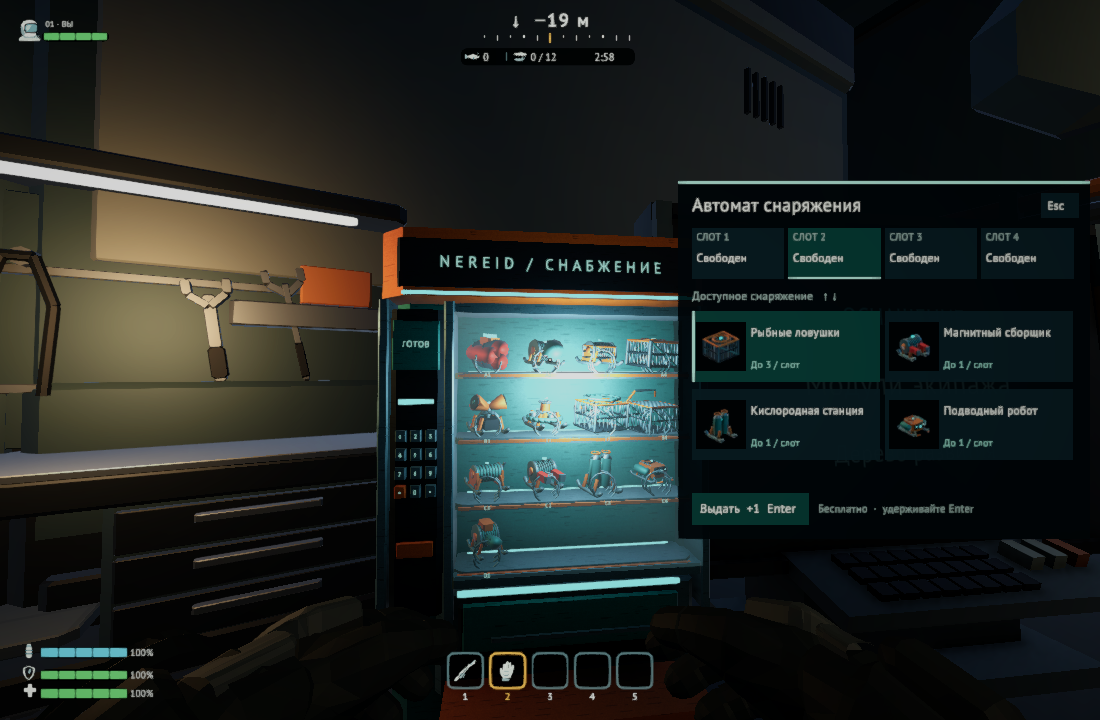 01 · ВЫ
↓ −19 м
0 | 0 / 12 2:58
Автомат снаряжения
Esc
СЛОТ 1
Свободен
СЛОТ 2
Свободен
СЛОТ 3
Свободен
СЛОТ 4
Свободен
NEREID / СНАБЖЕНИЕ
ГОТОВ
Доступное снаряжение ↑ ↓
Рыбные ловушки
До 3 / слот
Магнитный сборщик
До 1 / слот
Кислородная станция
До 1 / слот
Подводный робот
До 1 / слот
Выдать +1 Enter
Бесплатно · удерживайте Enter
100%
100%
100%
1 2 3 4 5